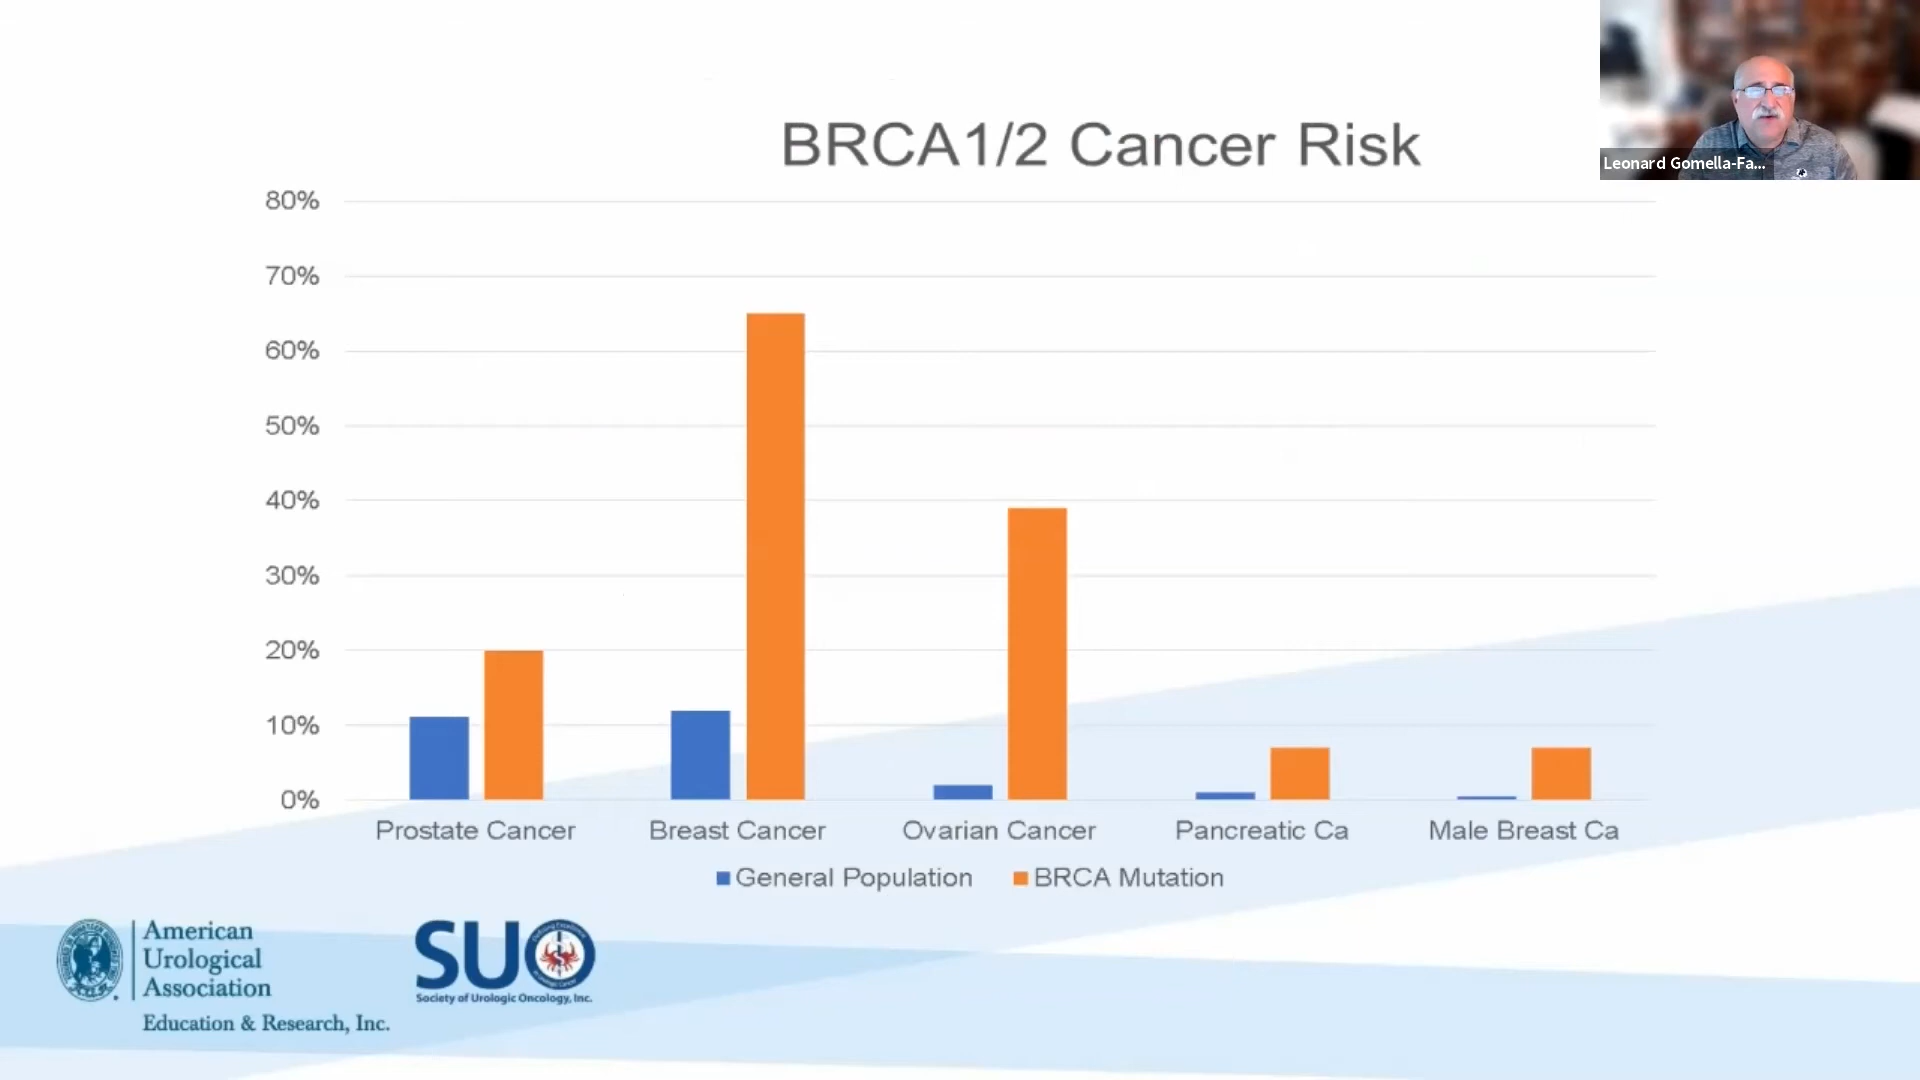 BRCA1/2 Cancer Risk
Leonard Gomella-Fa...
80%
70%
60%
50%
40%
30%
20%
10%
0%
Prostate Cancer Breast Cancer Ovarian Cancer Pancreatic Ca Male Breast Ca
General Population BRCA Mutation
American
Urological
Association
Education & Research, Inc.
SUO
Society of Urologic Oncology, Inc.